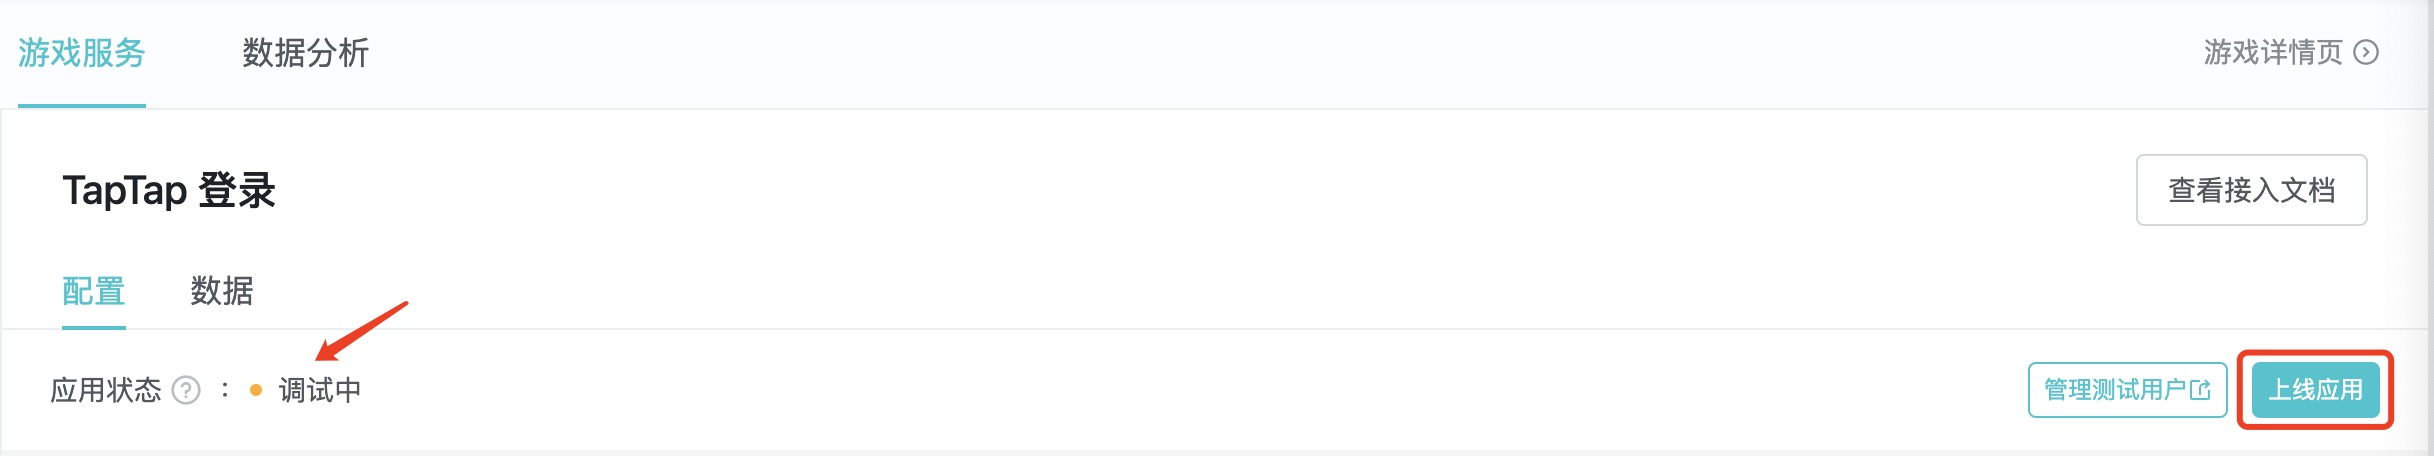 游戏服务 数据分析 游戏详情页
TapTap 登录 查看接入文档
配置 数据
应用状态 ? : 调试中 管理测试用户 上线应用